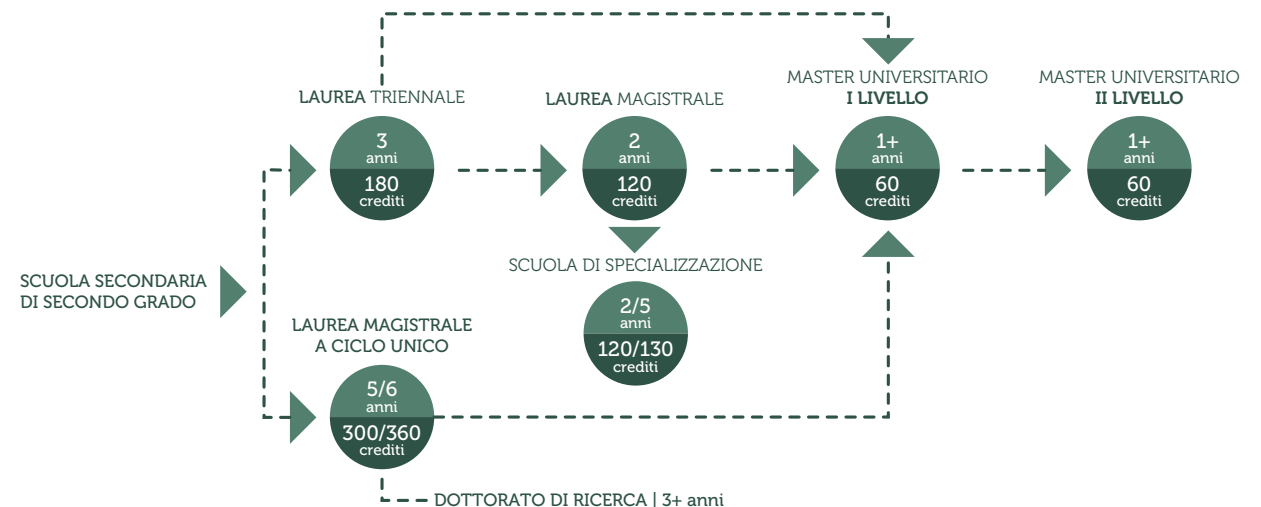 MASTER UNIVERSITARIO
I LIVELLO
MASTER UNIVERSITARIO
II LIVELLO
LAUREA TRIENNALE
LAUREA MAGISTRALE
3
anni
180
crediti
2
anni
120
crediti
1+
anni
60
crediti
1+
anni
60
crediti
SCUOLA SECONDARIA
DI SECONDO GRADO
SCUOLA DI SPECIALIZZAZIONE
2/5
anni
120/130
crediti
LAUREA MAGISTRALE
A CICLO UNICO
5/6
anni
300/360
crediti
DOTTORATO DI RICERCA | 3+ anni